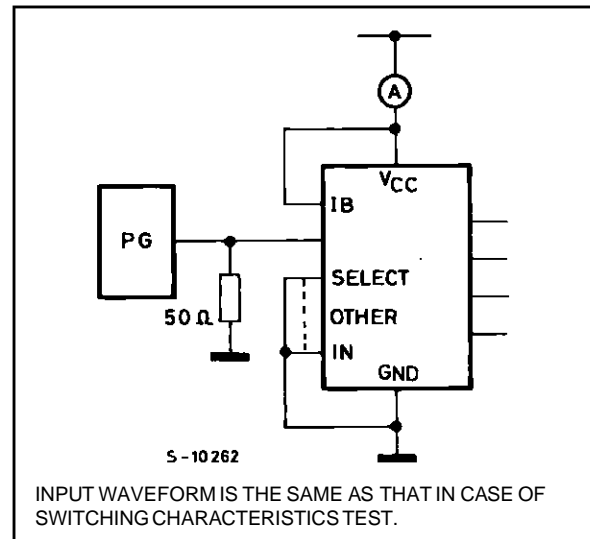 A
VCC
IB
PG
SELECT
50 Ω
OTHER
IN
GND
S-10262
INPUT WAVEFORM IS THE SAME AS THAT IN CASE OF
SWITCHING CHARACTERISTICS TEST.